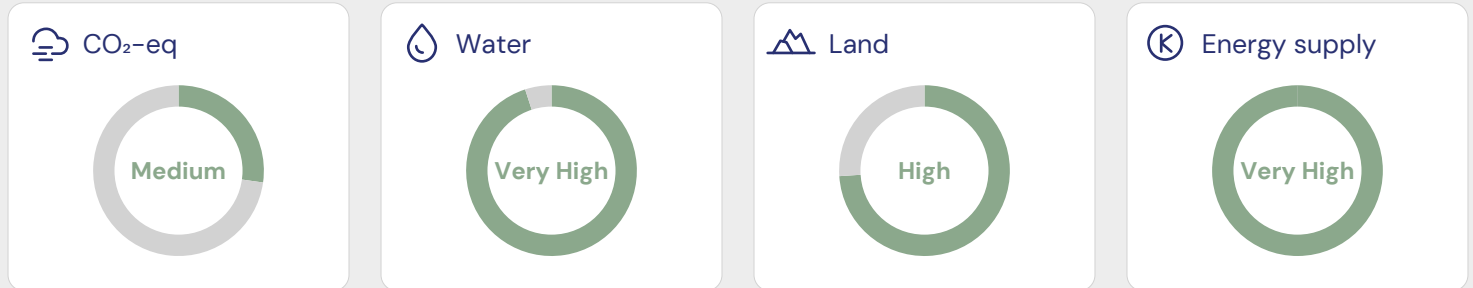 CO₂-eq
Water
Land
Energy supply
Medium
Very High
High
Very High